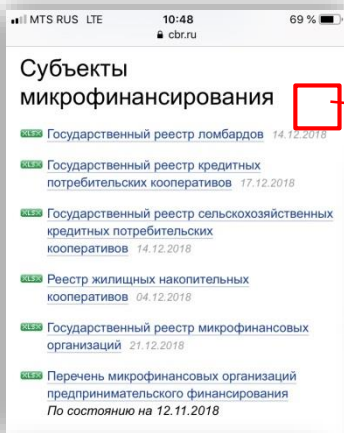 MTS RUS LTE 10:48 69 %
cbr.ru
Субъекты
микрофинансирования
XLSX Государственный реестр ломбардов 14.12.2018
XLSX Государственный реестр кредитных
потребительских кооперативов 17.12.2018
XLSX Государственный реестр сельскохозяйственных
кредитных потребительских
кооперативов 14.12.2018
XLSX Реестр жилищных накопительных
кооперативов 04.12.2018
XLSX Государственный реестр микрофинансовых
организаций 21.12.2018
XLSX Перечень микрофинансовых организаций
предпринимательского финансирования
По состоянию на 12.11.2018